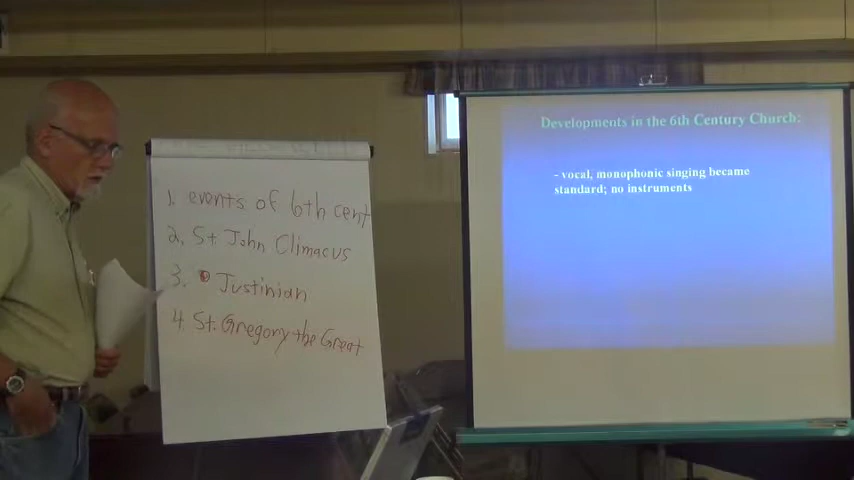 1. events of 6th cent
2. St. John Climacus
3. Justinian
4. St. Gregory the Great
Developments in the 6th Century Church:
- vocal, monophonic singing became
standard; no instruments